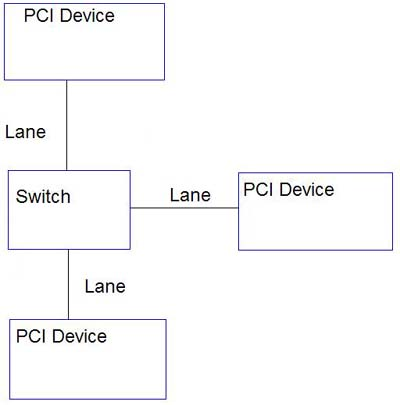 PCI Device
Lane
Switch
Lane
PCI Device
Lane
PCI Device